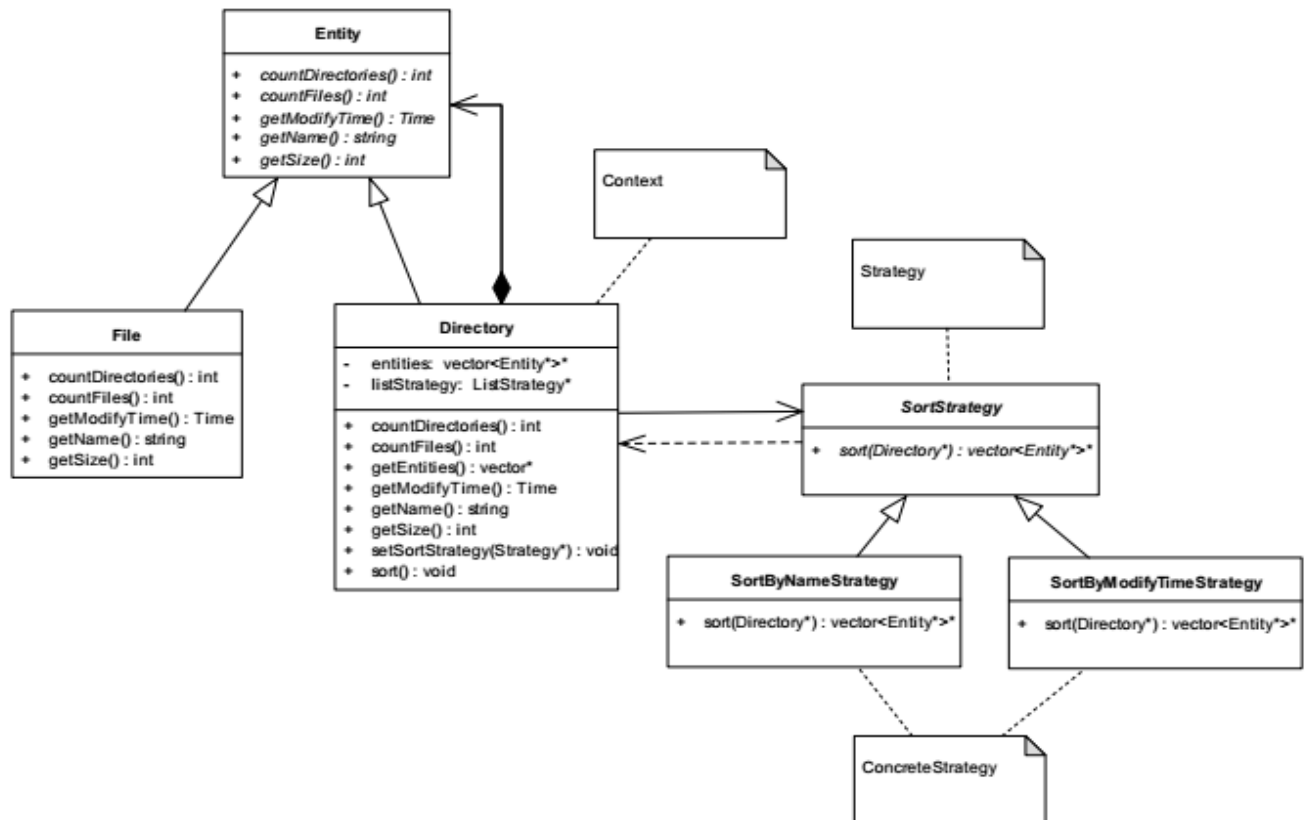 Entity
+ countDirectories() : int
+ countFiles() : int
+ getModifyTime() : Time
+ getName() : string
+ getSize() : int
Context
Strategy
File
+ countDirectories() : int
+ countFiles() : int
+ getModifyTime() : Time
+ getName() : string
+ getSize() : int
Directory
- entities: vector<Entity*>*
- listStrategy: ListStrategy*
+ countDirectories() : int
+ countFiles() : int
+ getEntities() : vector*
+ getModifyTime() : Time
+ getName() : string
+ getSize() : int
+ setSortStrategy(Strategy*) : void
+ sort() : void
SortStrategy
+ sort(Directory*) : vector<Entity*>*
SortByNameStrategy
+ sort(Directory*) : vector<Entity*>*
SortByModifyTimeStrategy
+ sort(Directory*) : vector<Entity*>*
ConcreteStrategy